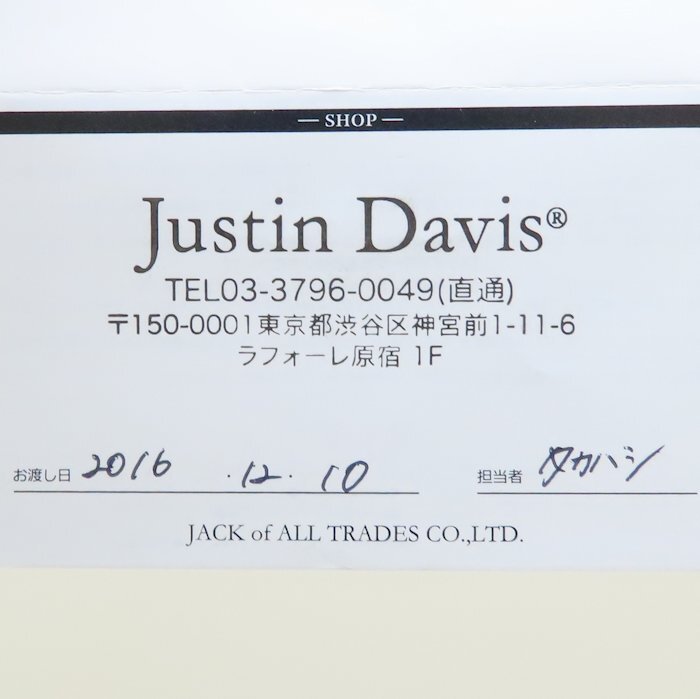 — SHOP —
Justin Davis®
TEL03-3796-0049(直通)
〒150-0001東京都渋谷区神宮前1-11-6
ラフォーレ原宿 1F
お渡し日 2016 . 12. 10 担当者 タカハシ
JACK of ALL TRADES CO.,LTD.